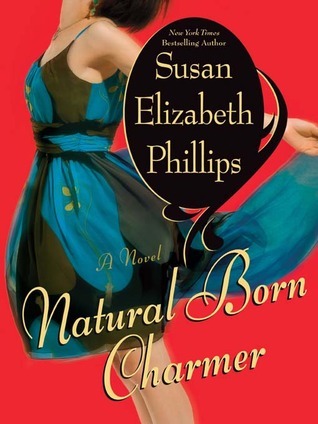 New York Times
Bestselling Author
Susan
Elizabeth
Phillips
A Novel
Natural Born
Charmer